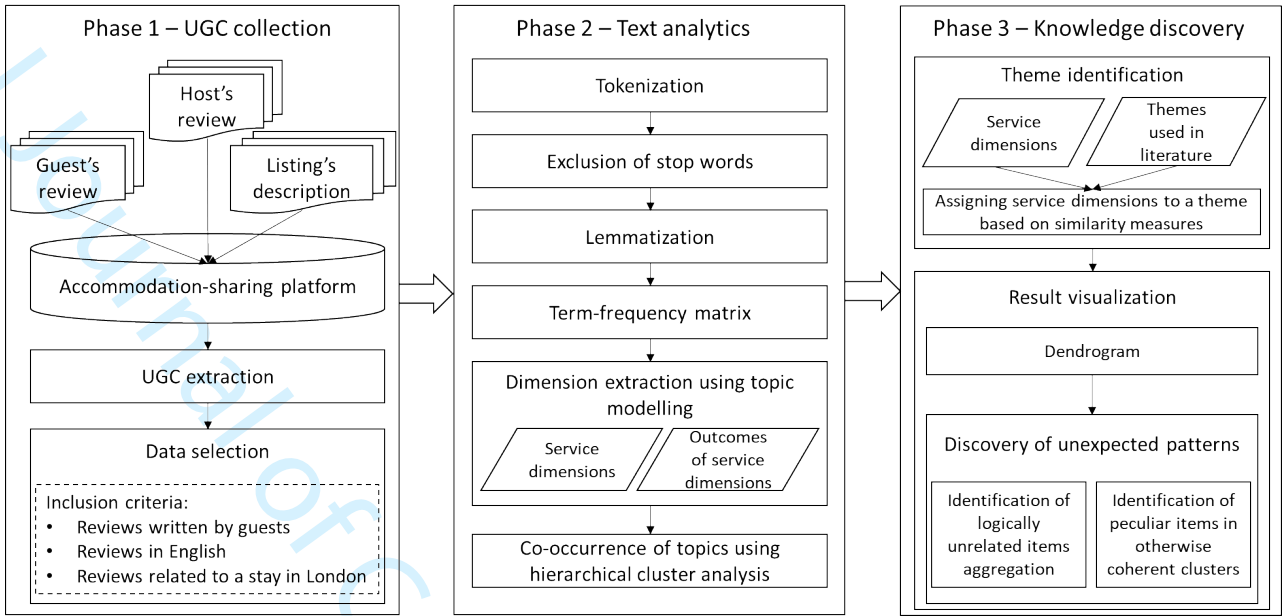 Phase 1 – UGC collection
Host's
review
Guest's
review
Listing's
description
Accommodation-sharing platform
UGC extraction
Data selection
Inclusion criteria:
• Reviews written by guests
• Reviews in English
• Reviews related to a stay in London
Phase 2 – Text analytics
Tokenization
Exclusion of stop words
Lemmatization
Term-frequency matrix
Dimension extraction using topic
modelling
Service
dimensions
Outcomes
of service
dimensions
Co-occurrence of topics using
hierarchical cluster analysis
Phase 3 – Knowledge discovery
Theme identification
Service
dimensions
Themes
used in
literature
Assigning service dimensions to a theme
based on similarity measures
Result visualization
Dendrogram
Discovery of unexpected patterns
Identification of
logically
unrelated items
aggregation
Identification of
peculiar items in
otherwise
coherent clusters
Journal of C